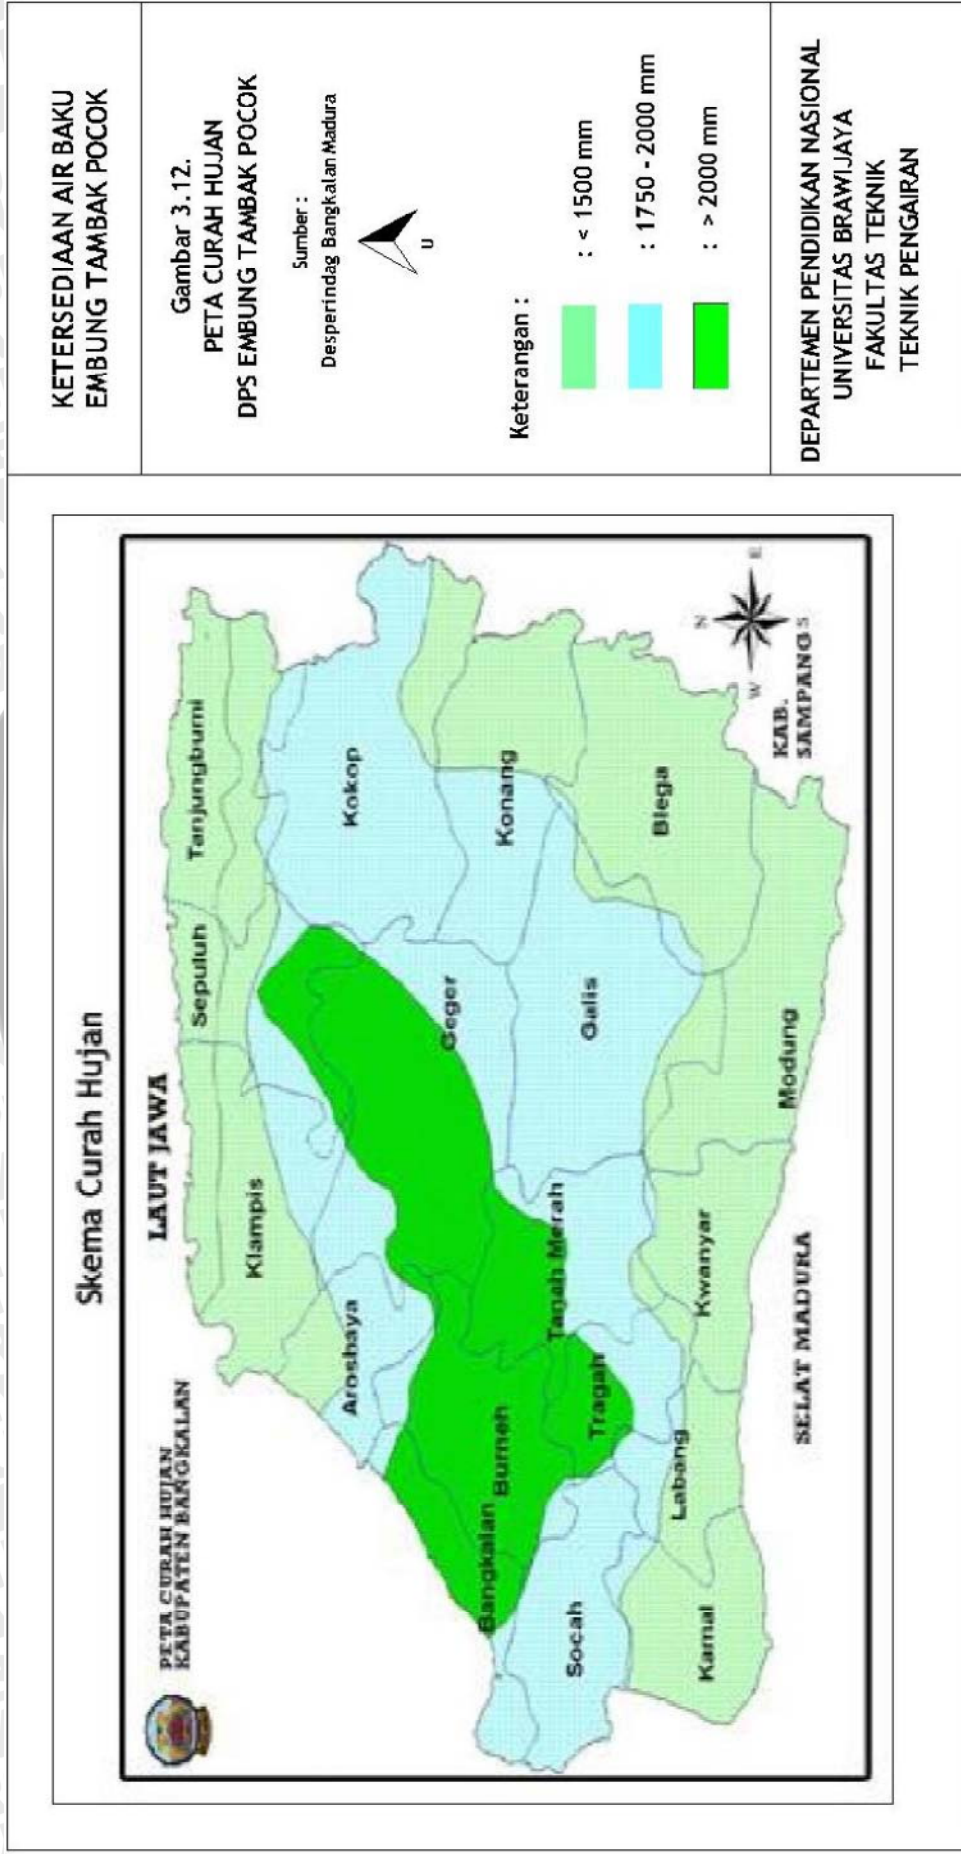 Skema Curah Hujan
PETA CURAH HUJAN
KABUPATEN BANGKALAN
LAUT JAWA
Tanjungbumi
Sepuluh
Klampis
Kokop
Arosbaya
Geger
Konang
Bangkalan
Burneh
Galis
Tanah Merah
Tragah
Blega
Socah
Labang
Kwanyar
Kamal
Modung
SELAT MADURA
KAB.
SAMPANG
N
W
E
S
KETERSEDIAAN AIR BAKU
EMBUNG TAMBAK POCOK
Gambar 3.12.
PETA CURAH HUJAN
DPS EMBUNG TAMBAK POCOK
Sumber :
Desperindag Bangkalan Madura
U
Keterangan :
: < 1500 mm
: 1750 - 2000 mm
: > 2000 mm
DEPARTEMEN PENDIDIKAN NASIONAL
UNIVERSITAS BRAWIJAYA
FAKULTAS TEKNIK
TEKNIK PENGAIRAN